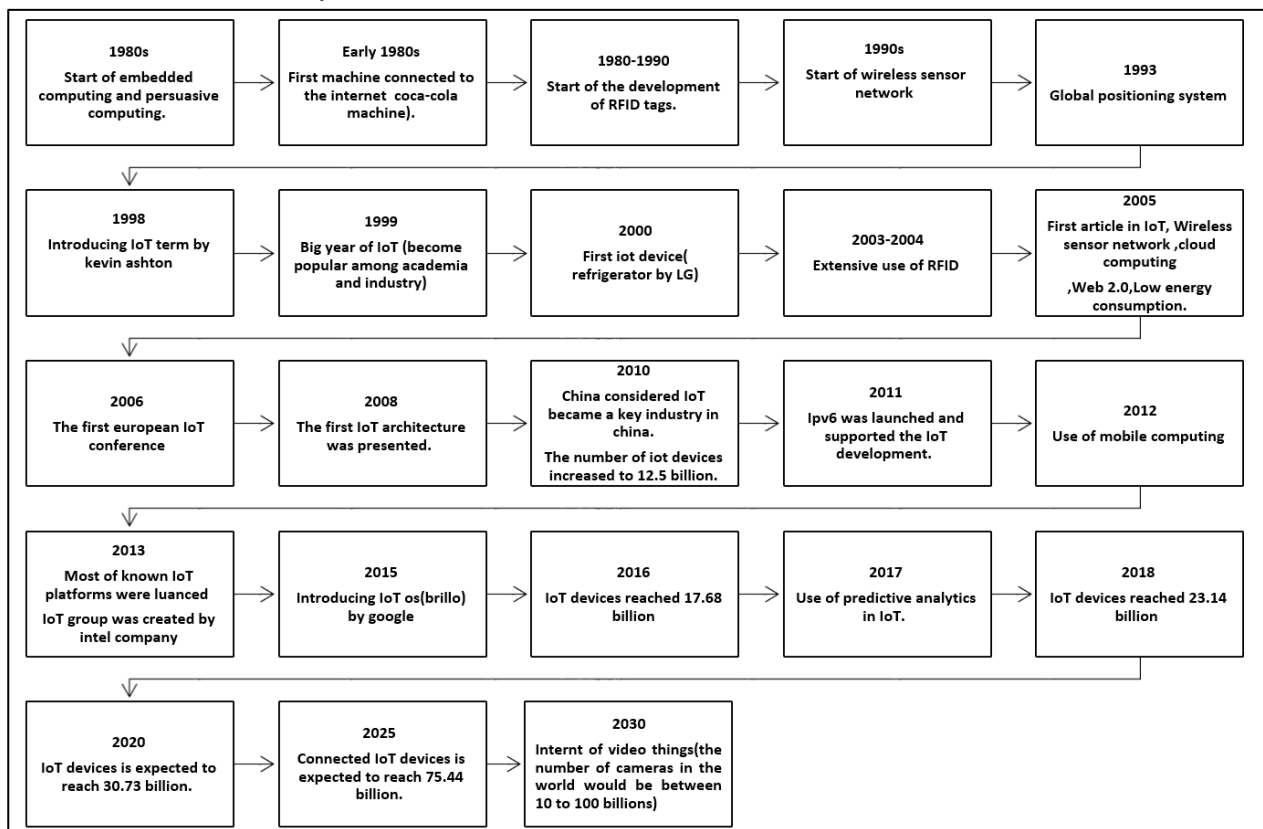 1980s
Start of embedded
computing and persuasive
computing.
Early 1980s
First machine connected to
the internet coca-cola
machine).
1980-1990
Start of the development
of RFID tags.
1990s
Start of wireless sensor
network
1993
Global positioning system
1998
Introducing IoT term by
kevin ashton
1999
Big year of IoT (become
popular among academia
and industry)
2000
First iot device(
refrigerator by LG)
2003-2004
Extensive use of RFID
2005
First article in IoT, Wireless
sensor network ,cloud
computing
,Web 2.0,Low energy
consumption.
2006
The first european IoT
conference
2008
The first IoT architecture
was presented.
2010
China considered IoT
became a key industry in
china.
The number of iot devices
increased to 12.5 billion.
2011
Ipv6 was launched and
supported the IoT
development.
2012
Use of mobile computing
2013
Most of known IoT
platforms were luanced
IoT group was created by
intel company
2015
Introducing IoT os(brillo)
by google
2016
IoT devices reached 17.68
billion
2017
Use of predictive analytics
in IoT.
2018
IoT devices reached 23.14
billion
2020
IoT devices is expected to
reach 30.73 billion.
2025
Connected IoT devices is
expected to reach 75.44
billion.
2030
Internt of video things(the
number of cameras in the
world would be between
10 to 100 billions)